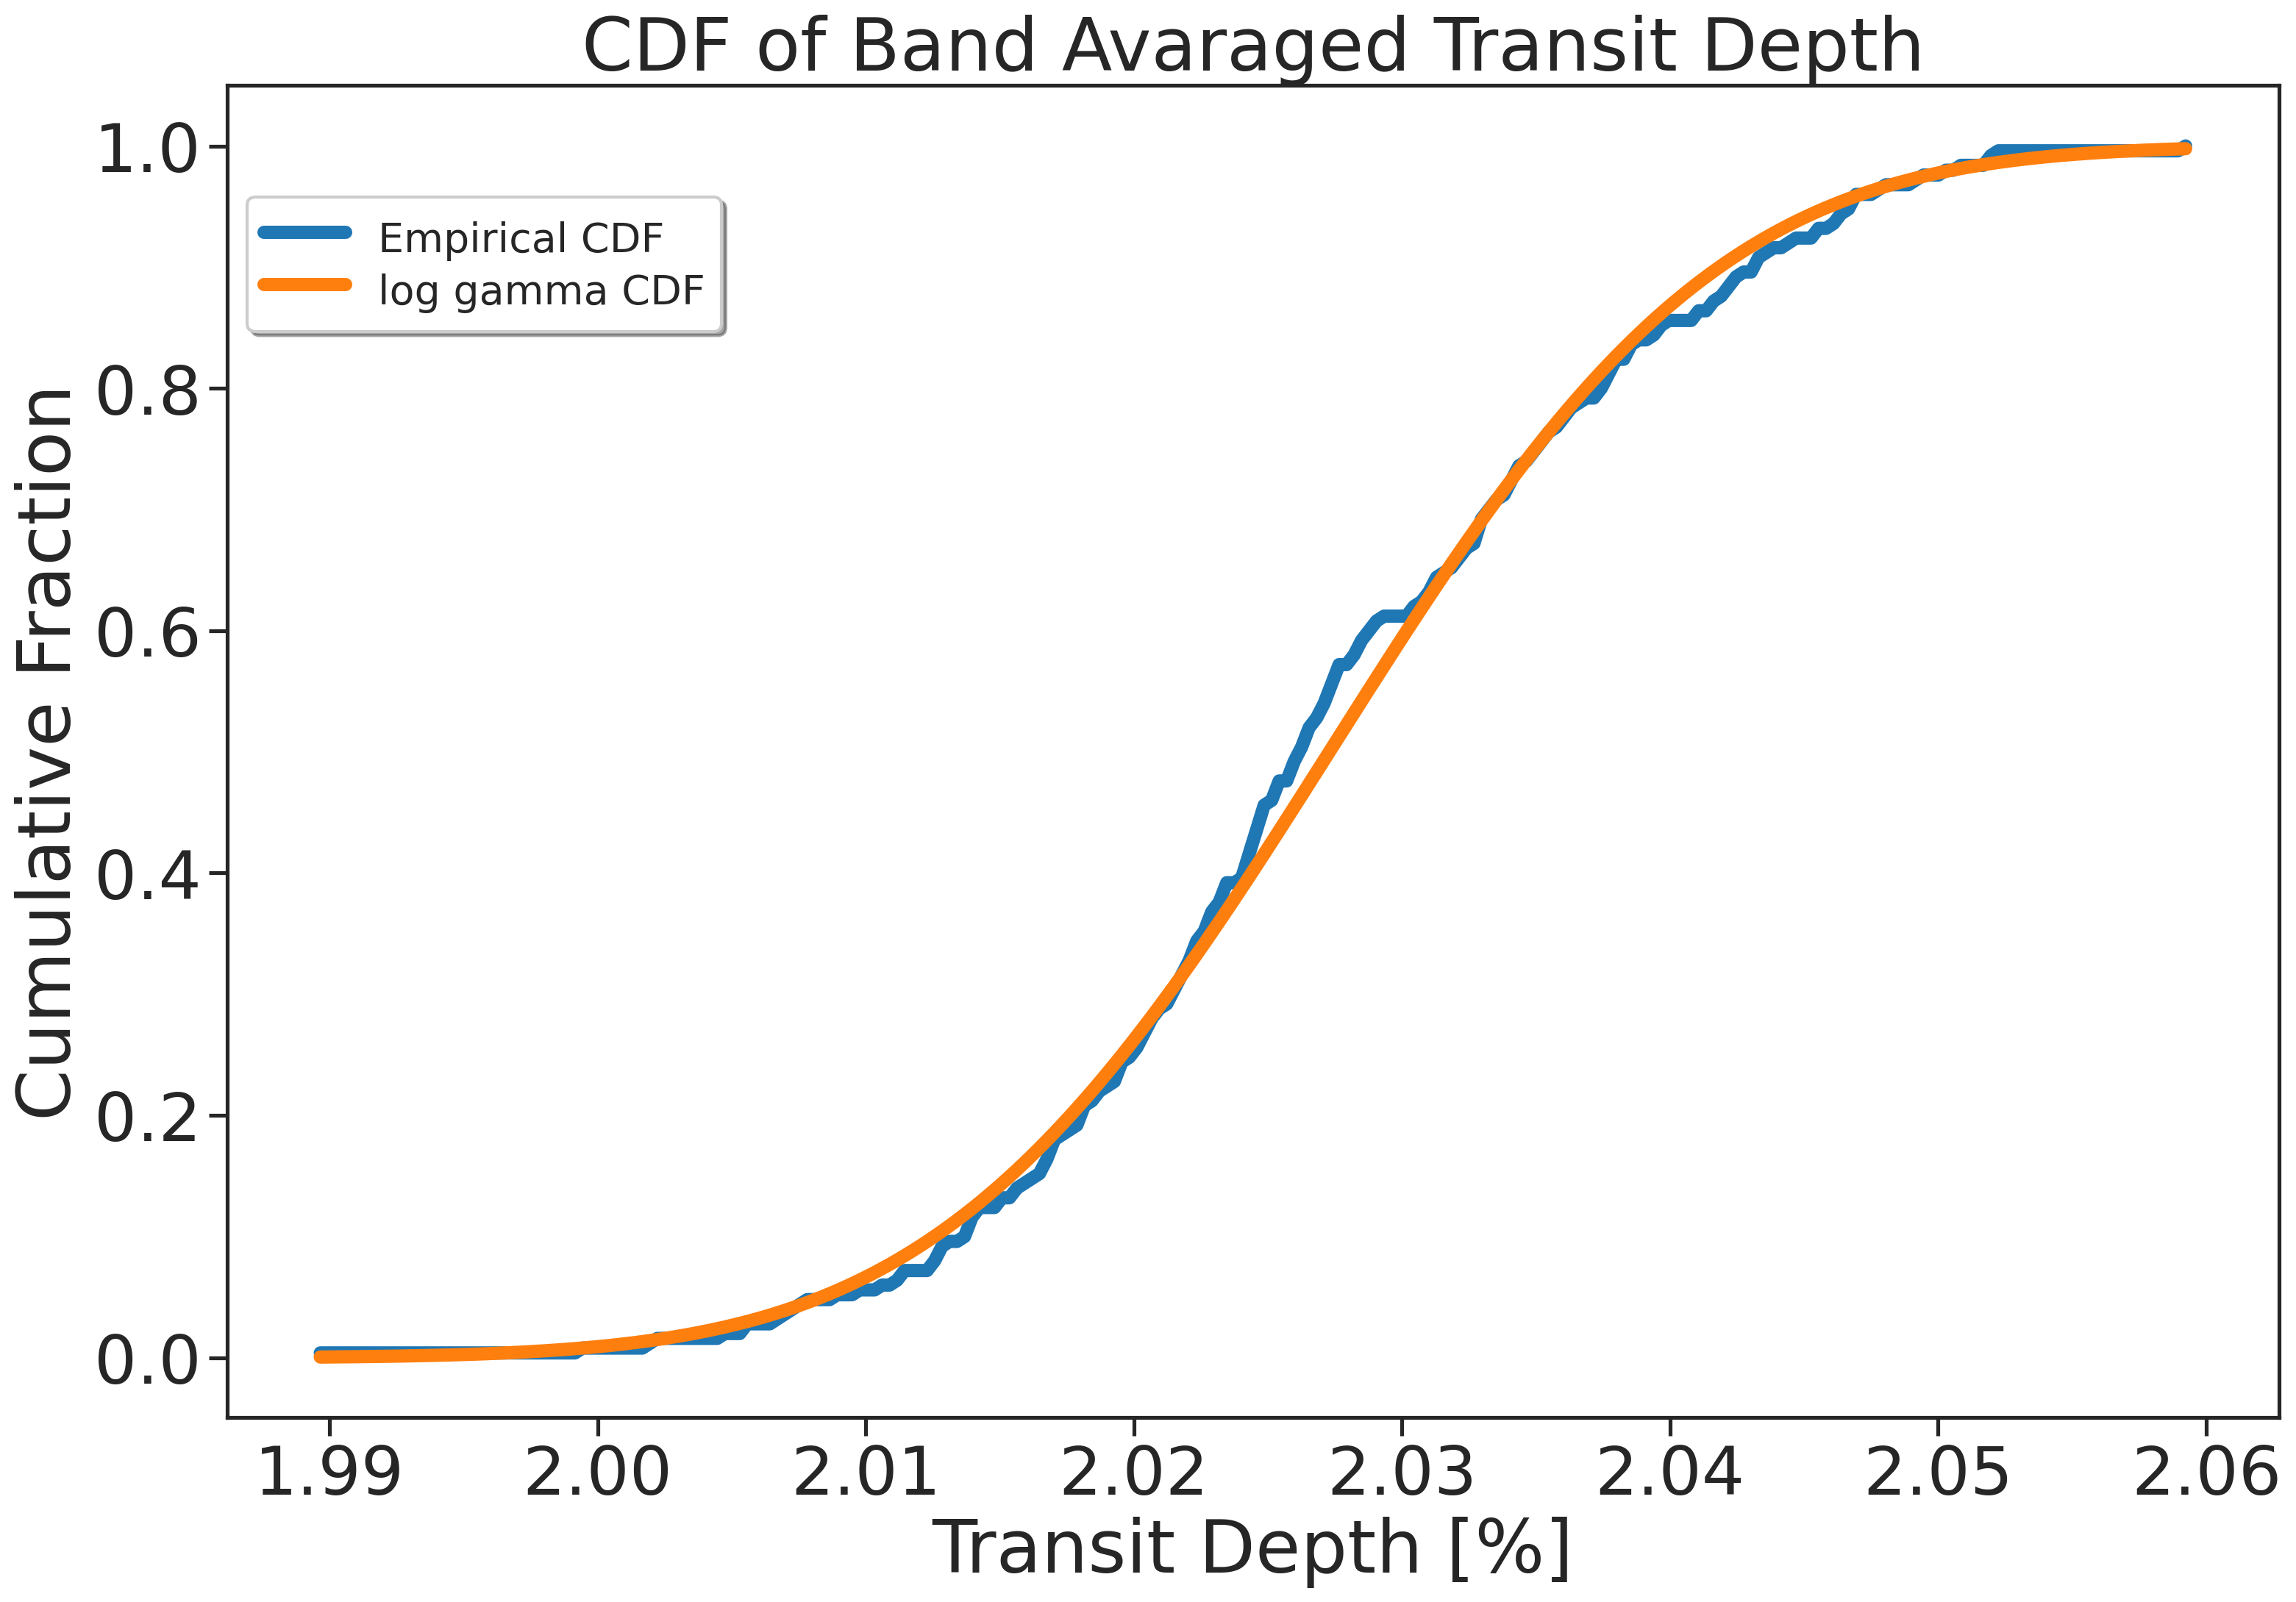 CDF of Band Avaraged Transit Depth
Cumulative Fraction
1.0
0.8
0.6
0.4
0.2
0.0
Empirical CDF
log gamma CDF
1.99 2.00 2.01 2.02 2.03 2.04 2.05 2.06
Transit Depth [%]